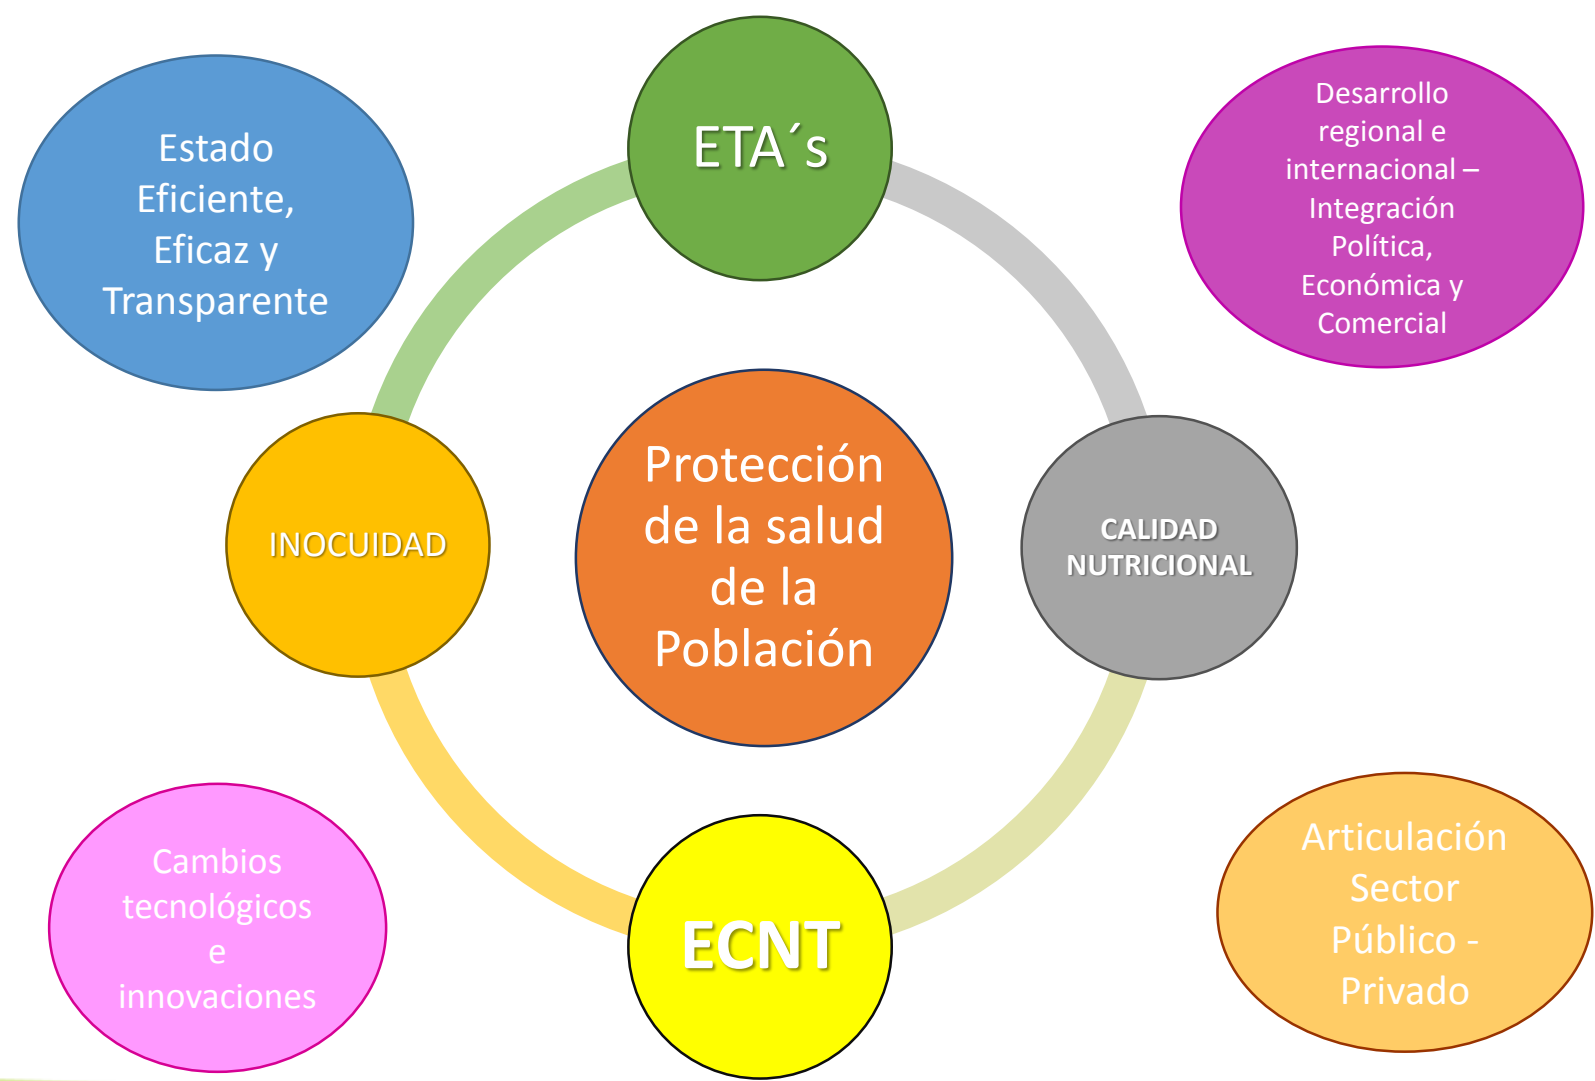 ETA´s
Estado
Eficiente,
Eficaz y
Transparente
Desarrollo
regional e
internacional –
Integración
Política,
Económica y
Comercial
Protección
de la salud
de la
Población
INOCUIDAD
CALIDAD
NUTRICIONAL
Cambios
tecnológicos
e
innovaciones
ECNT
Articulación
Sector
Público -
Privado